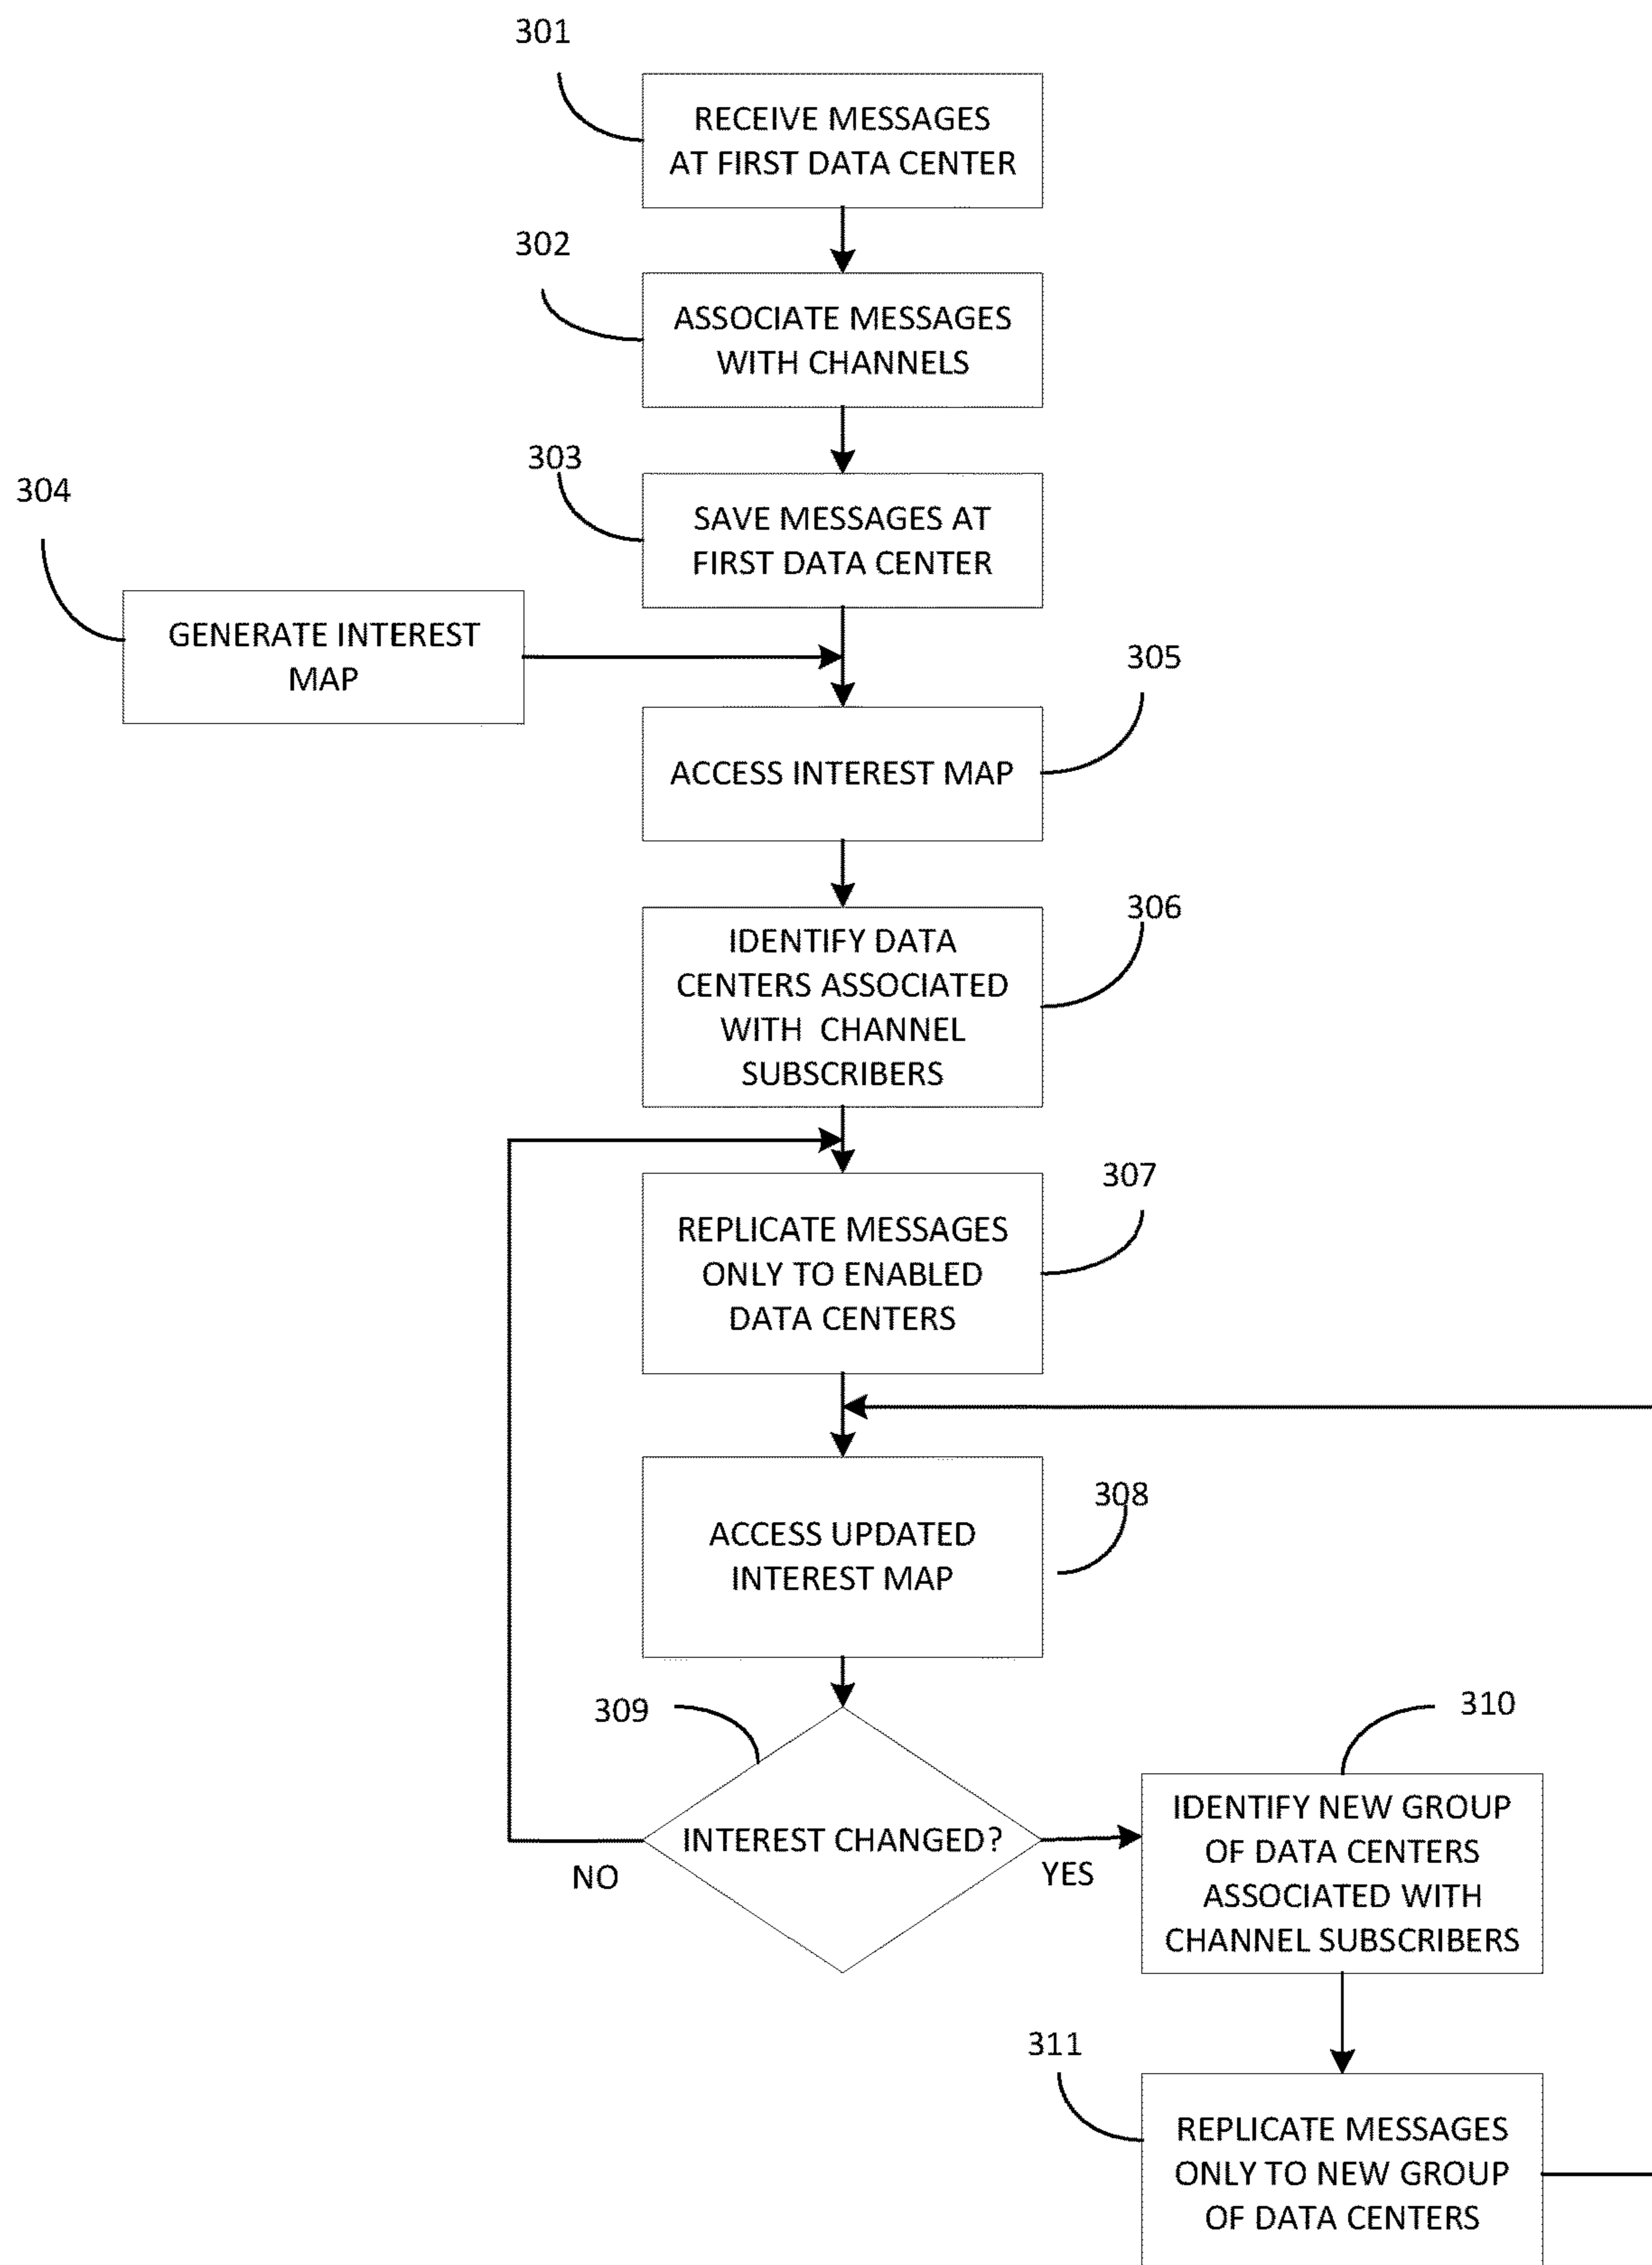 301
RECEIVE MESSAGES
AT FIRST DATA CENTER
302
ASSOCIATE MESSAGES
WITH CHANNELS
303
SAVE MESSAGES AT
FIRST DATA CENTER
304
GENERATE INTEREST
MAP
305
ACCESS INTEREST MAP
306
IDENTIFY DATA
CENTERS ASSOCIATED
WITH CHANNEL
SUBSCRIBERS
307
REPLICATE MESSAGES
ONLY TO ENABLED
DATA CENTERS
308
ACCESS UPDATED
INTEREST MAP
309
INTEREST CHANGED?
NO
YES
310
IDENTIFY NEW GROUP
OF DATA CENTERS
ASSOCIATED WITH
CHANNEL SUBSCRIBERS
311
REPLICATE MESSAGES
ONLY TO NEW GROUP
OF DATA CENTERS